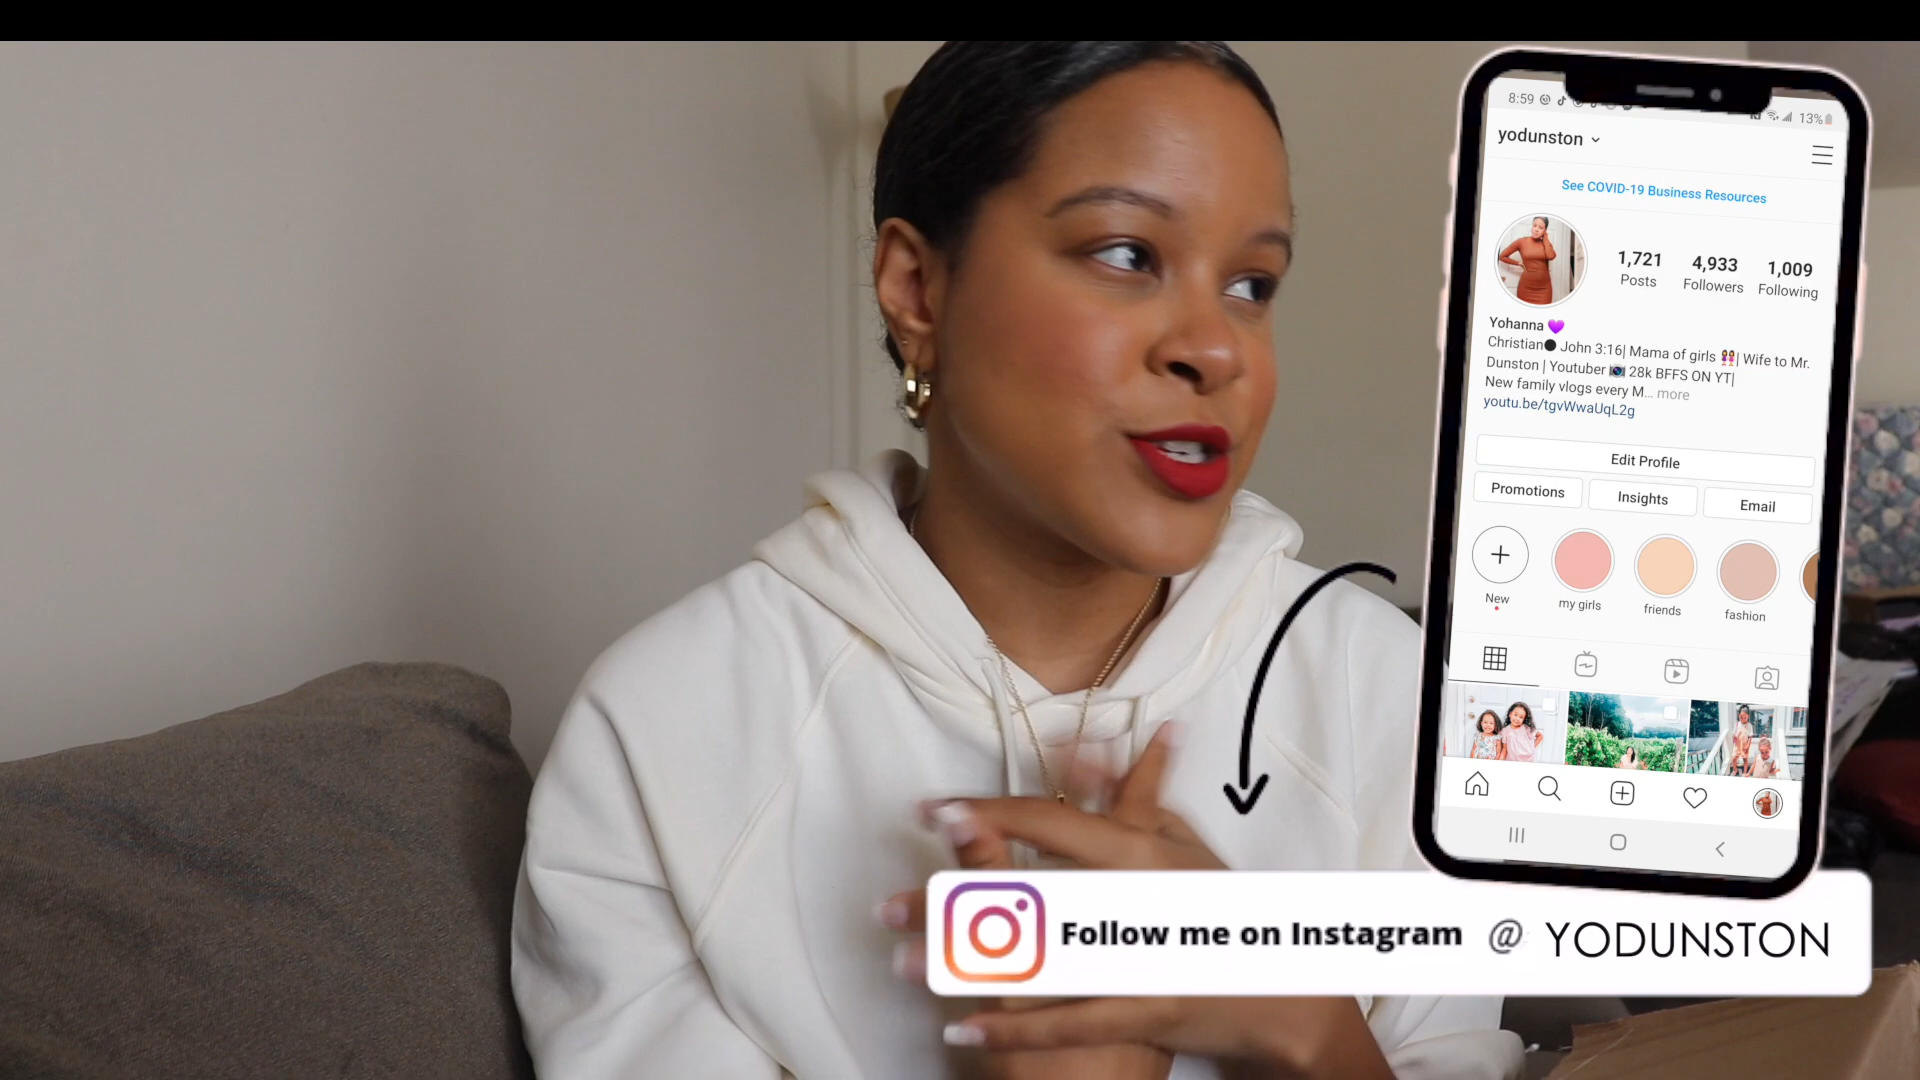 8:59
13%
yodunston
See COVID-19 Business Resources
1,721 4,933 1,009
Posts Followers Following
Yohanna 💜
Christian⚫ John 3:16| Mama of girls 👭| Wife to Mr.
Dunston | Youtuber 📷 28k BFFS ON YT|
New family vlogs every M... more
youtu.be/tgvWwaUqL2g
Edit Profile
Promotions Insights Email
New my girls friends fashion
Follow me on Instagram @ YODUNSTON